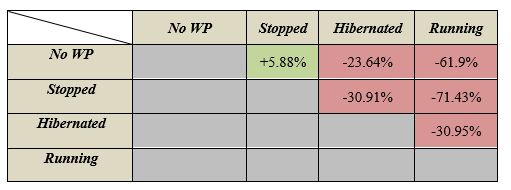 No WP Stopped Hibernated Running
No WP +5.88% -23.64% -61.9%
Stopped -30.91% -71.43%
Hibernated -30.95%
Running